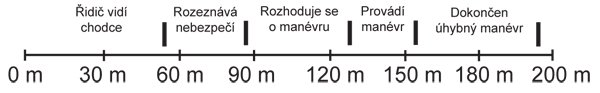 Řidič vidí
chodce
Rozeznává
nebezpečí
Rozhoduje se
o manévru
Provádí
manévr
Dokončen
úhybný manévr
0 m 30 m 60 m 90 m 120 m 150 m 180 m 200 m